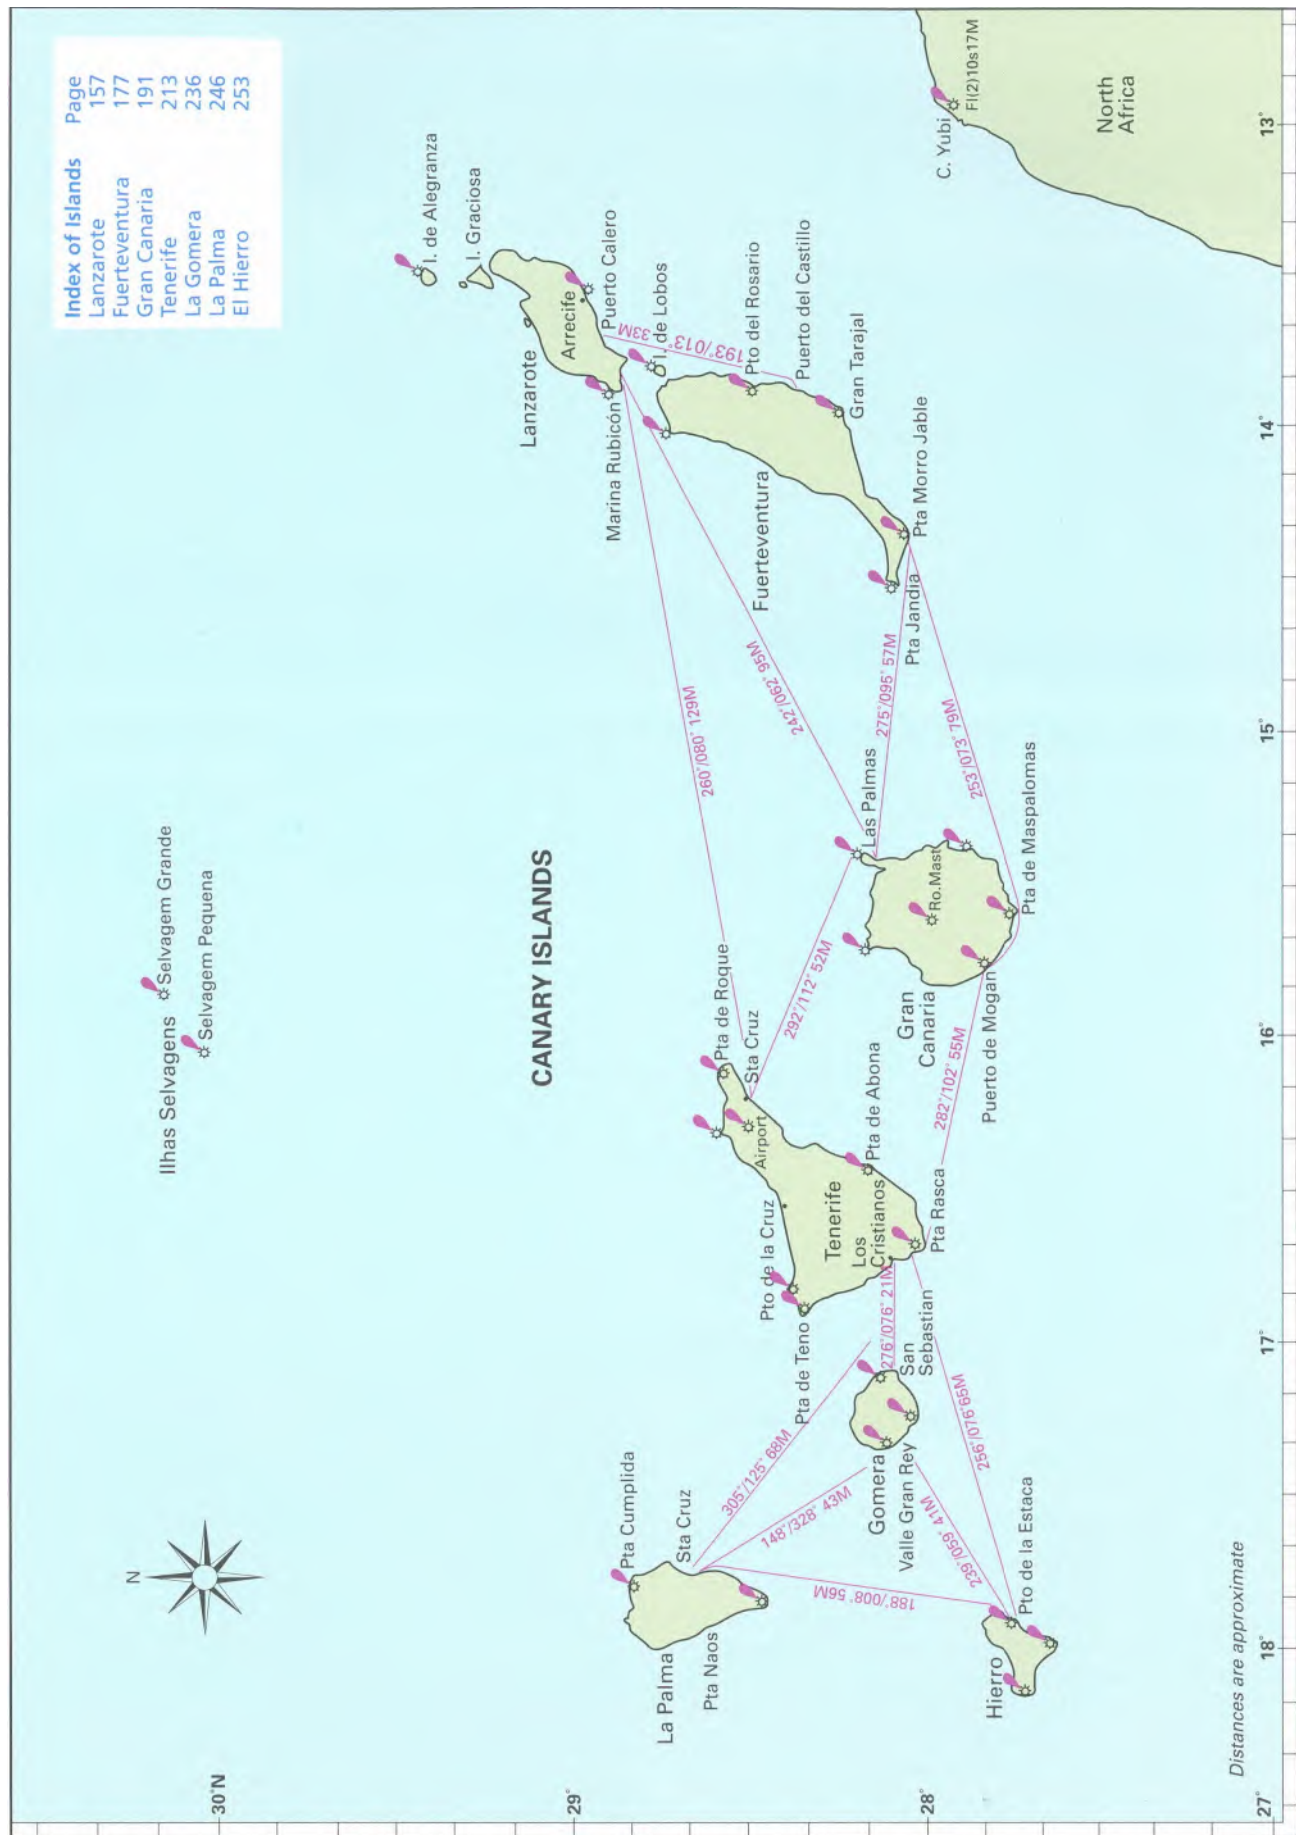 Index of Islands Page
Lanzarote 157
Fuerteventura 177
Gran Canaria 191
Tenerife 213
La Gomera 236
La Palma 246
El Hierro 253
N
30°N
29°
28°
27°
Ilhas Selvagens
Selvagem Grande
Selvagem Pequena
CANARY ISLANDS
I. de Alegranza
I. Graciosa
Lanzarote
Arrecife
Puerto Calero
Marina Rubicón
I. de Lobos
193°/013° 33M
Pto del Rosario
Puerto del Castillo
Gran Tarajal
Fuerteventura
Pta Morro Jable
Pta Jandia
C. Yubi
Fl(2)10s17M
North
Africa
260°/080° 129M
242°/062° 95M
275°/095° 57M
253°/073° 79M
Las Palmas
Ro.Mast
Gran
Canaria
Pta de Maspalomas
Puerto de Mogan
292°/112° 52M
282°/102° 55M
Pta de Roque
Sta Cruz
Airport
Pta de Abona
Tenerife
Los
Cristianos
Pta Rasca
Pto de la Cruz
Pta de Teno
276°/076° 21M
San
Sebastian
Gomera
Valle Gran Rey
305°/125° 68M
148°/328° 43M
256°/076°65M
239°/059° 41M
188°/008° 56M
Pta Cumplida
Sta Cruz
La Palma
Pta Naos
Hierro
Pto de la Estaca
Distances are approximate
18°
17°
16°
15°
14°
13°